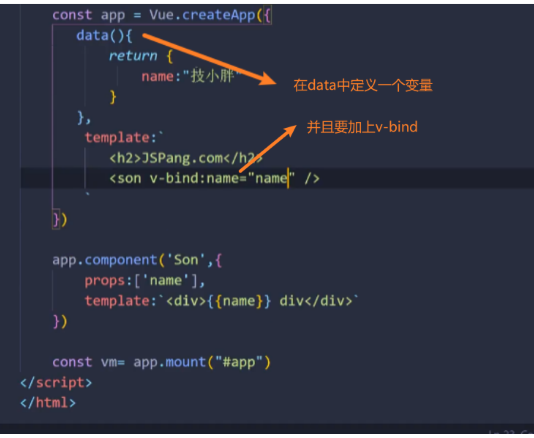 const app = Vue.createApp({
data(){
return {
name:"技小胖"
}
},
在data中定义一个变量
template:`
并且要加上v-bind
<h2>JSPang.com</h2>
<son v-bind:name="name" />
`
})
app.component('Son',{
props:['name'],
template:`<div>{{name}} div</div>`
})
const vm= app.mount("#app")
</script>
</html>